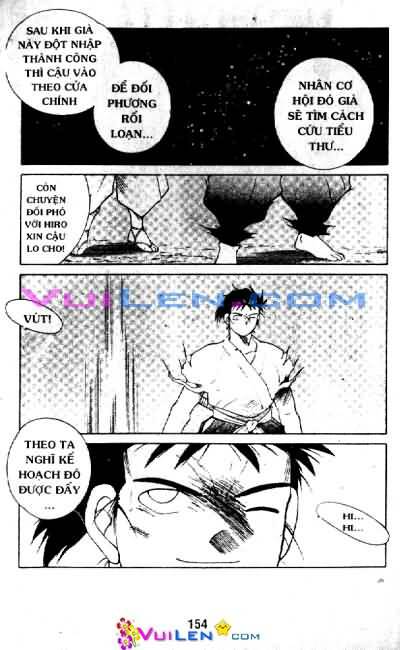 SAU KHI GIÀ
NÀY ĐỘT NHẬP
THÀNH CÔNG
THÌ CẬU VÀO
THEO CỬA
CHÍNH
ĐỂ ĐỐI
PHƯƠNG
RỐI
LOẠN...
NHÂN CƠ
HỘI ĐÓ GIÀ
SẼ TÌM CÁCH
CỨU TIỂU
THƯ...
CÒN
CHUYỆN
ĐỐI PHÓ
VỚI HIRO
XIN CẬU
LO CHO!
VUILEN.COM
VÚT!
THEO TA
NGHĨ KẾ
HOẠCH ĐÓ
ĐƯỢC ĐẤY
...
HI...
HI...
154
VUILEN.COM